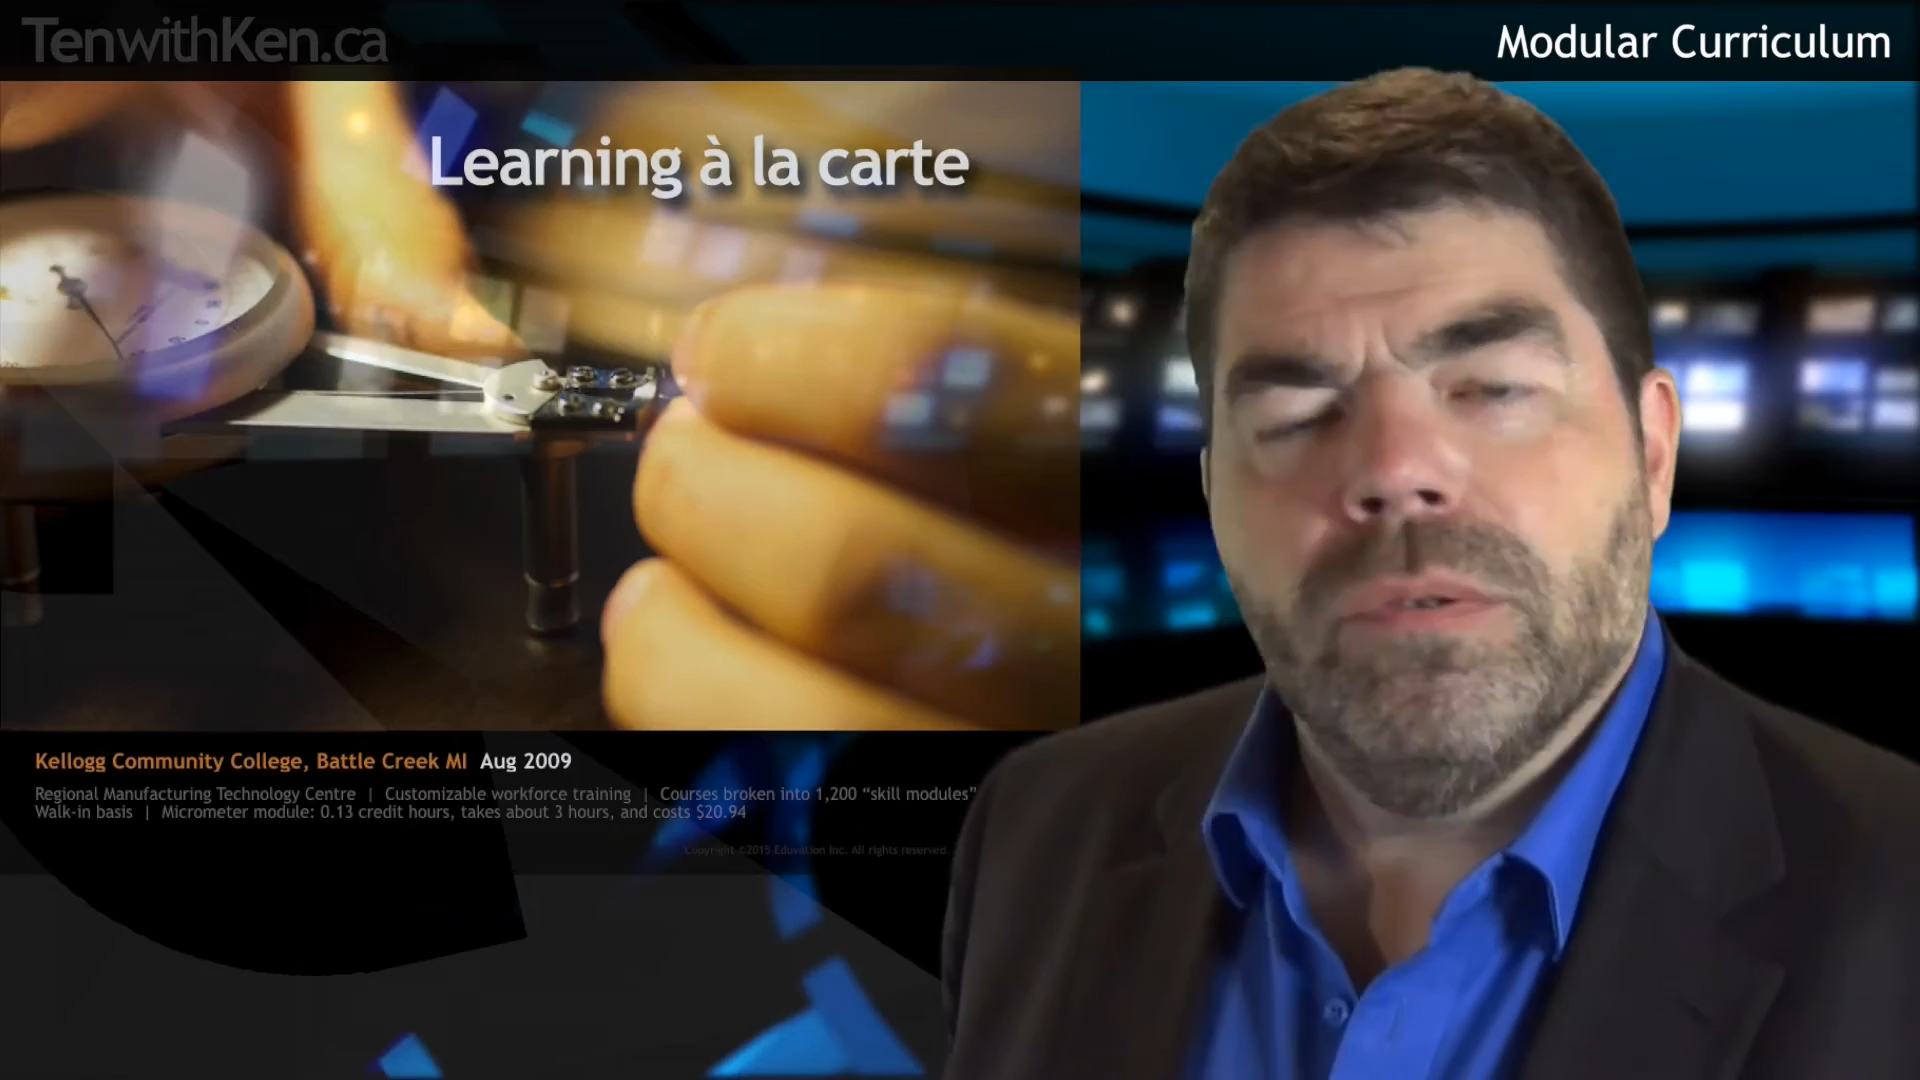 TenwithKen.ca
Modular Curriculum
Learning à la carte
Kellogg Community College, Battle Creek MI Aug 2009
Regional Manufacturing Technology Centre | Customizable workforce training | Courses broken into 1,200 “skill modules”
Walk-in basis | Micrometer module: 0.13 credit hours, takes about 3 hours, and costs $20.94
Copyright ©2015 Eduvation Inc. All rights reserved.